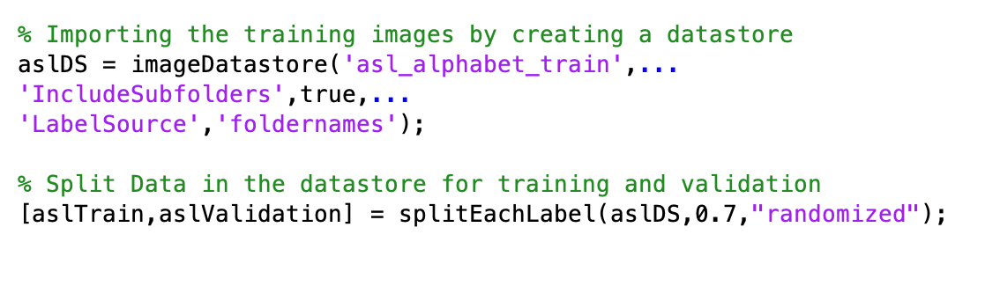 % Importing the training images by creating a datastore
aslDS = imageDatastore('asl_alphabet_train',...
'IncludeSubfolders',true,...
'LabelSource','foldernames');
% Split Data in the datastore for training and validation
[aslTrain,aslValidation] = splitEachLabel(aslDS,0.7,"randomized");